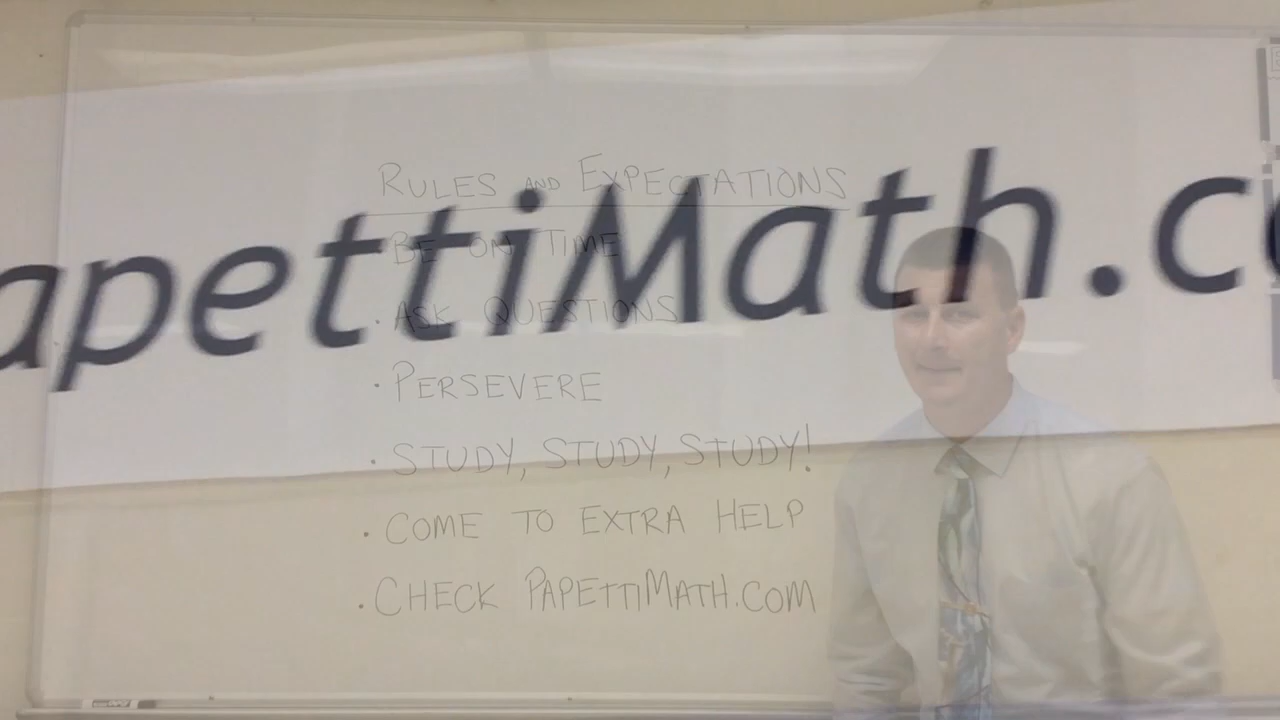 RULES AND EXPECTATIONS
apettiMath.c
BE ON TIME
· ASK QUESTIONS
· PERSEVERE
· STUDY, STUDY, STUDY!
· COME TO EXTRA HELP
· CHECK PAPETTIMATH.COM